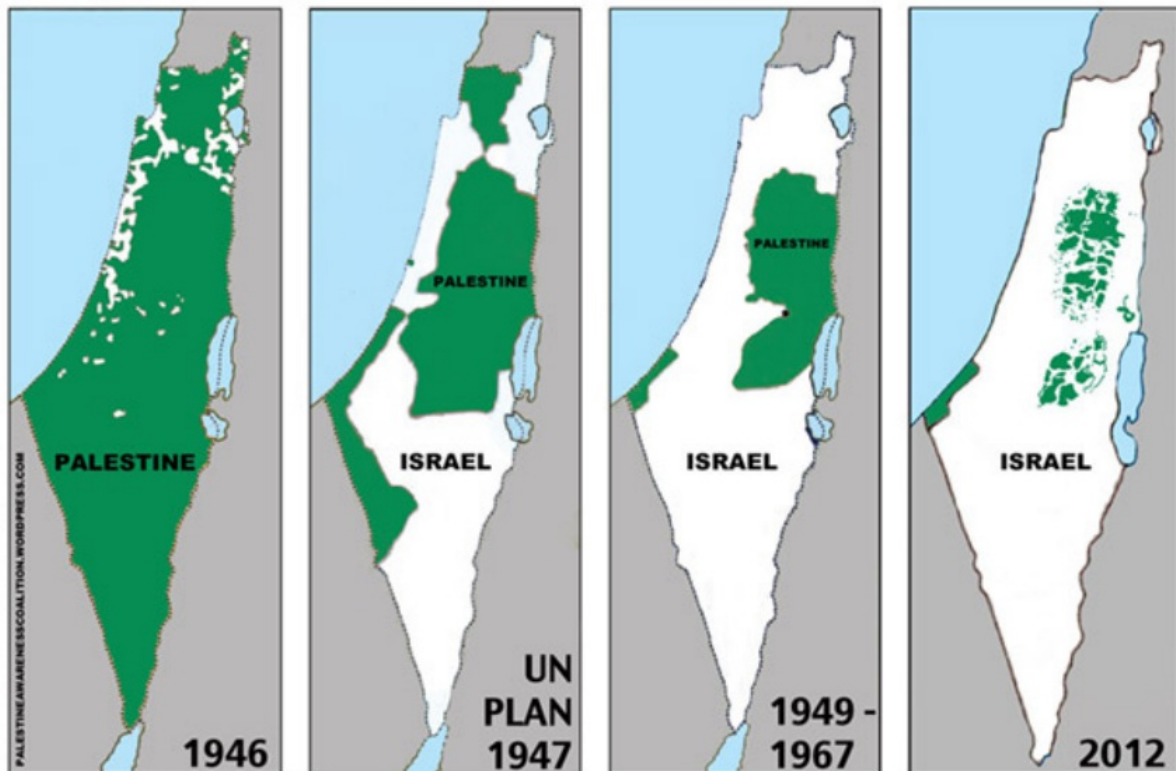 PALESTINEAWARENESSCOALITION.WORDPRESS.COM
PALESTINE
1946
PALESTINE
ISRAEL
UN
PLAN
1947
PALESTINE
ISRAEL
1949 -
1967
ISRAEL
2012